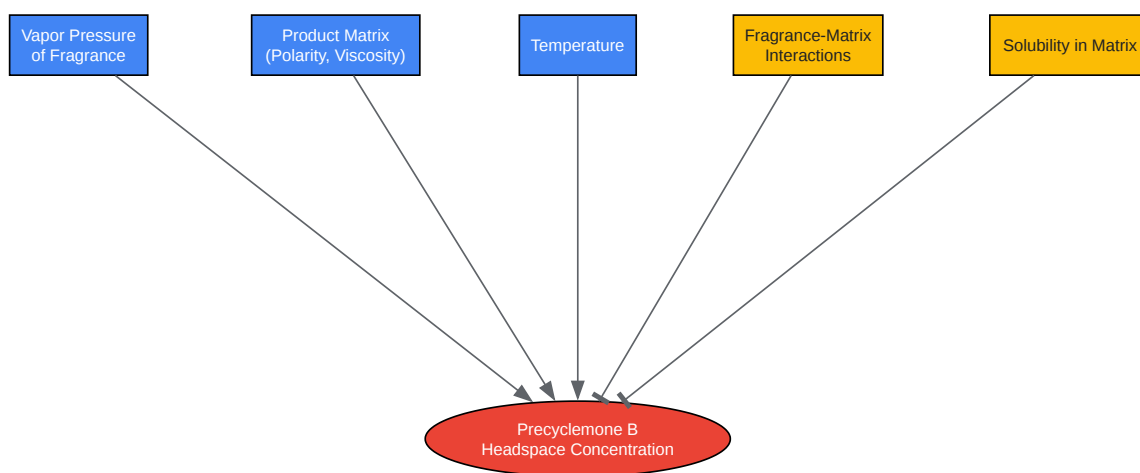 Vapor Pressure
of Fragrance
Product Matrix
(Polarity, Viscosity)
Temperature
Fragrance-Matrix
Interactions
Solubility in Matrix
Precyclemone B
Headspace Concentration